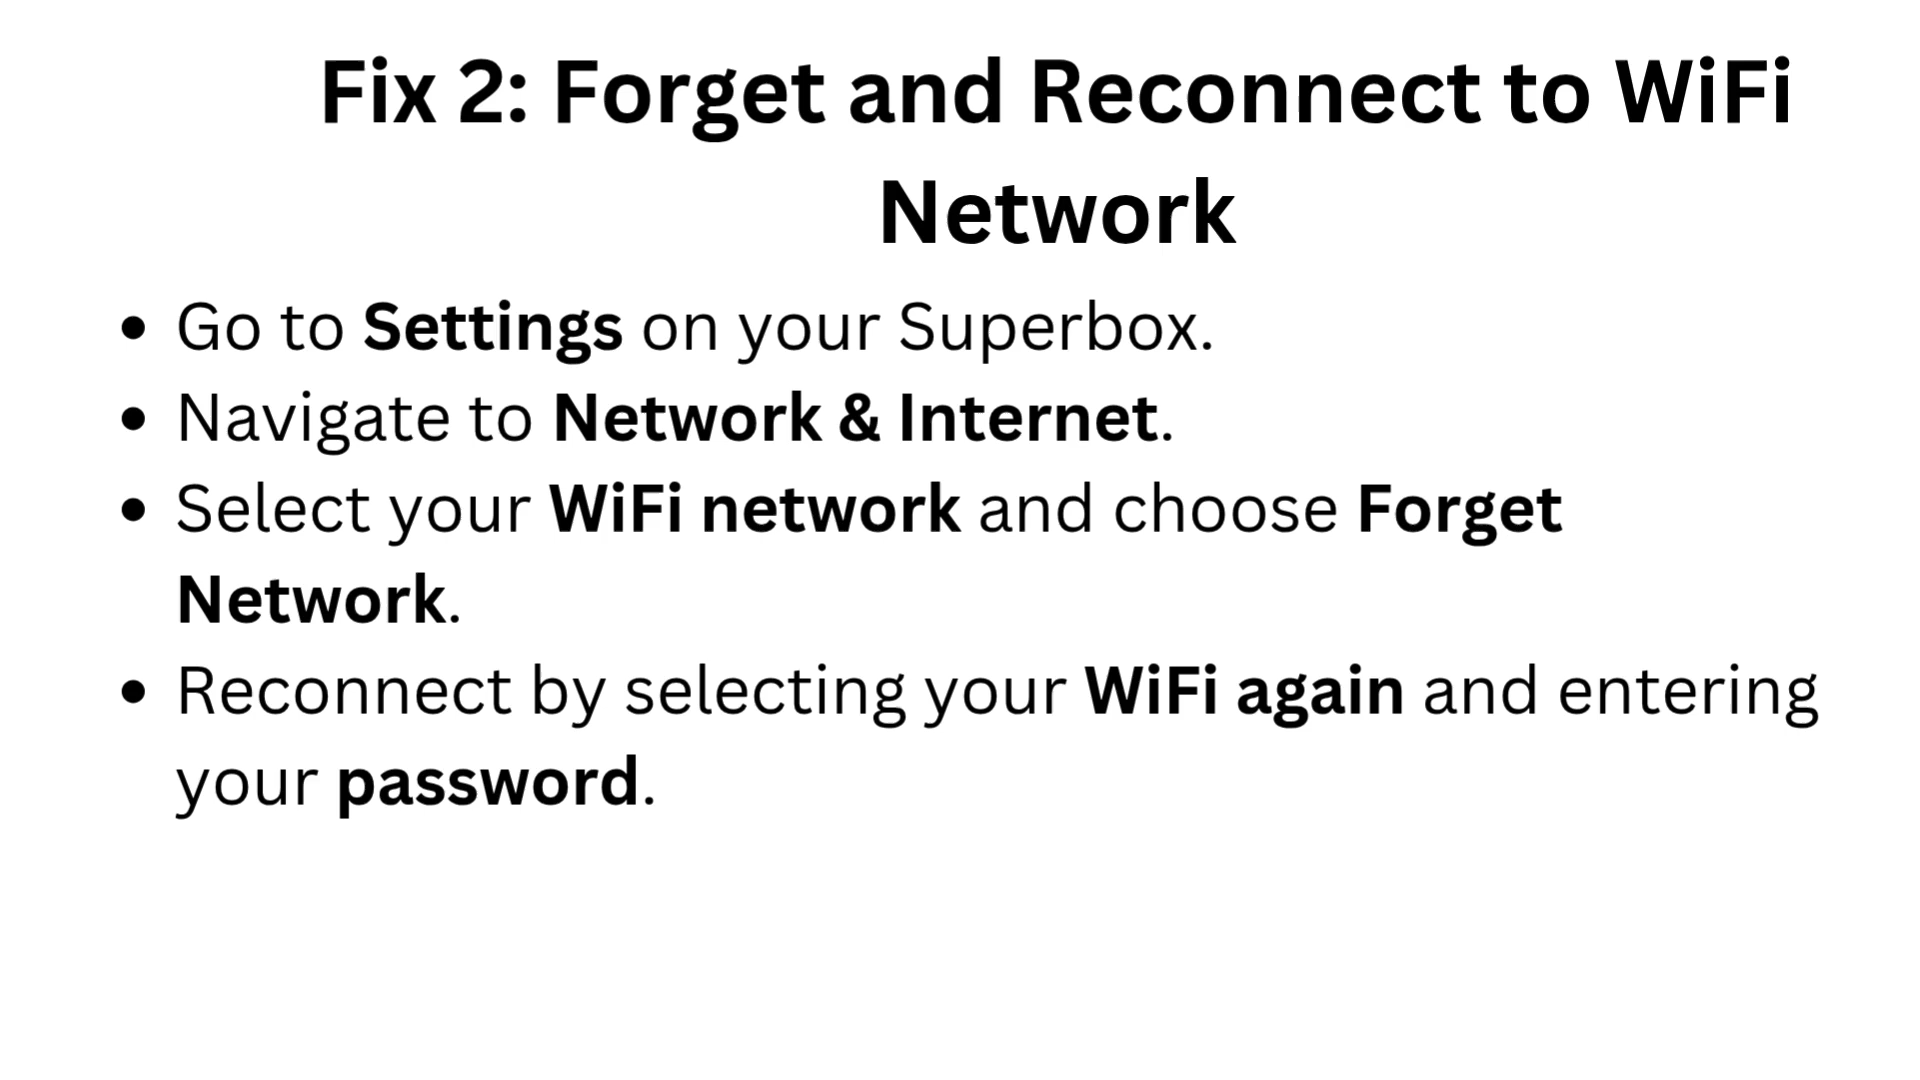 Fix 2: Forget and Reconnect to WiFi
Network
• Go to Settings on your Superbox.
• Navigate to Network & Internet.
• Select your WiFi network and choose Forget
Network.
• Reconnect by selecting your WiFi again and entering
your password.